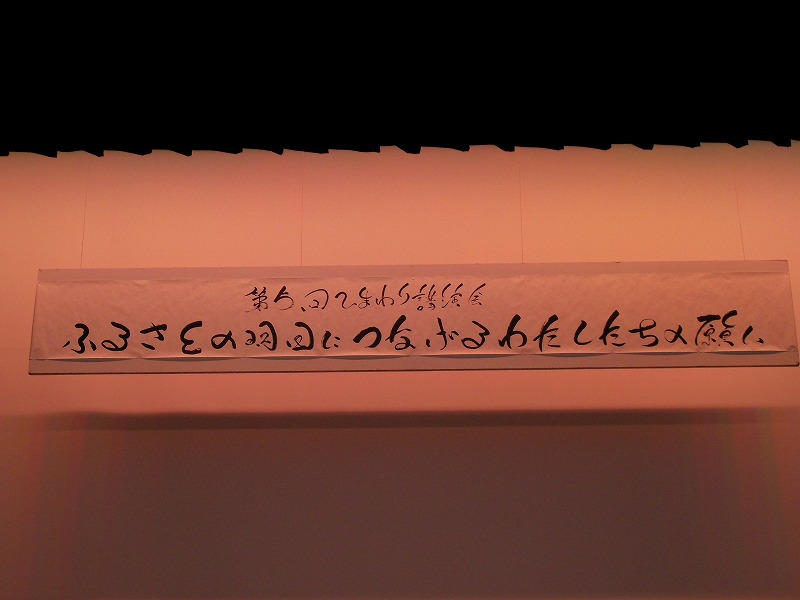 第5回ひまわり講演会
ふるさとの明日につながるわたしたちの願い